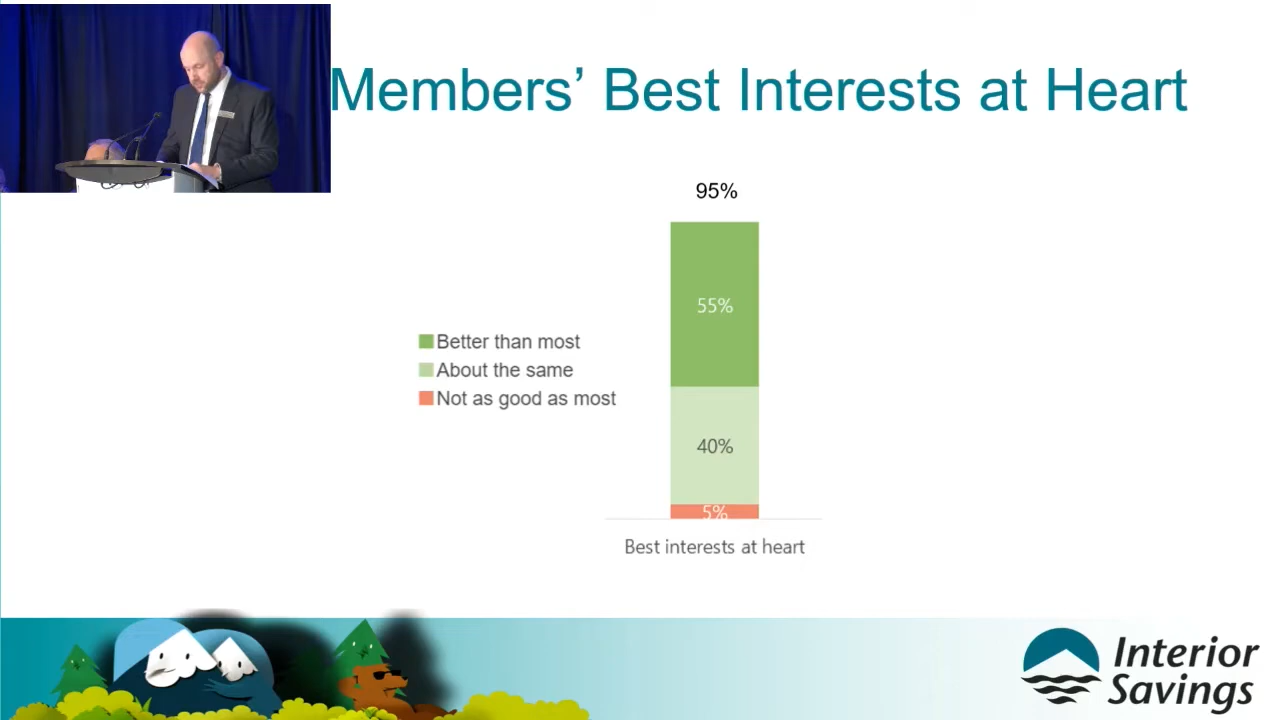 Members’ Best Interests at Heart
95%
55%
Better than most
About the same
Not as good as most
40%
5%
Best interests at heart
Interior
Savings